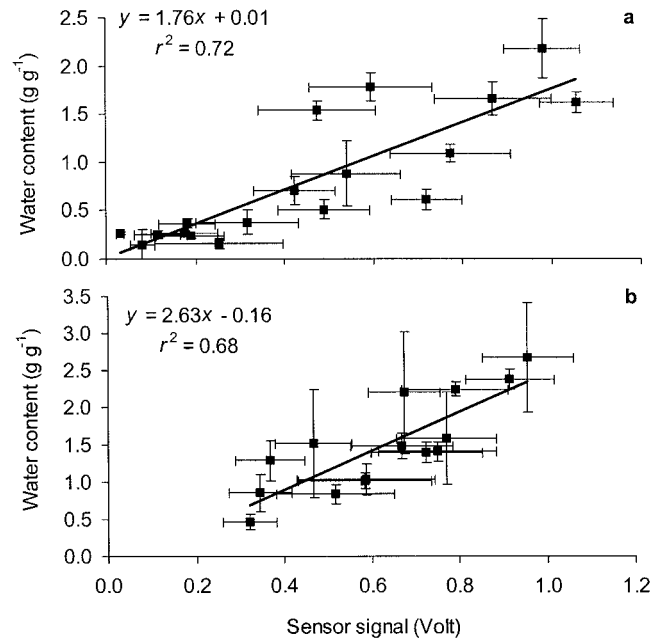 y = 1.76x + 0.01
r² = 0.72
a
Water content (g g⁻¹)
2.5
2.0
1.5
1.0
0.5
0.0
y = 2.63x - 0.16
r² = 0.68
b
Water content (g g⁻¹)
3.5
3.0
2.5
2.0
1.5
1.0
0.5
0.0
0.0 0.2 0.4 0.6 0.8 1.0 1.2
Sensor signal (Volt)